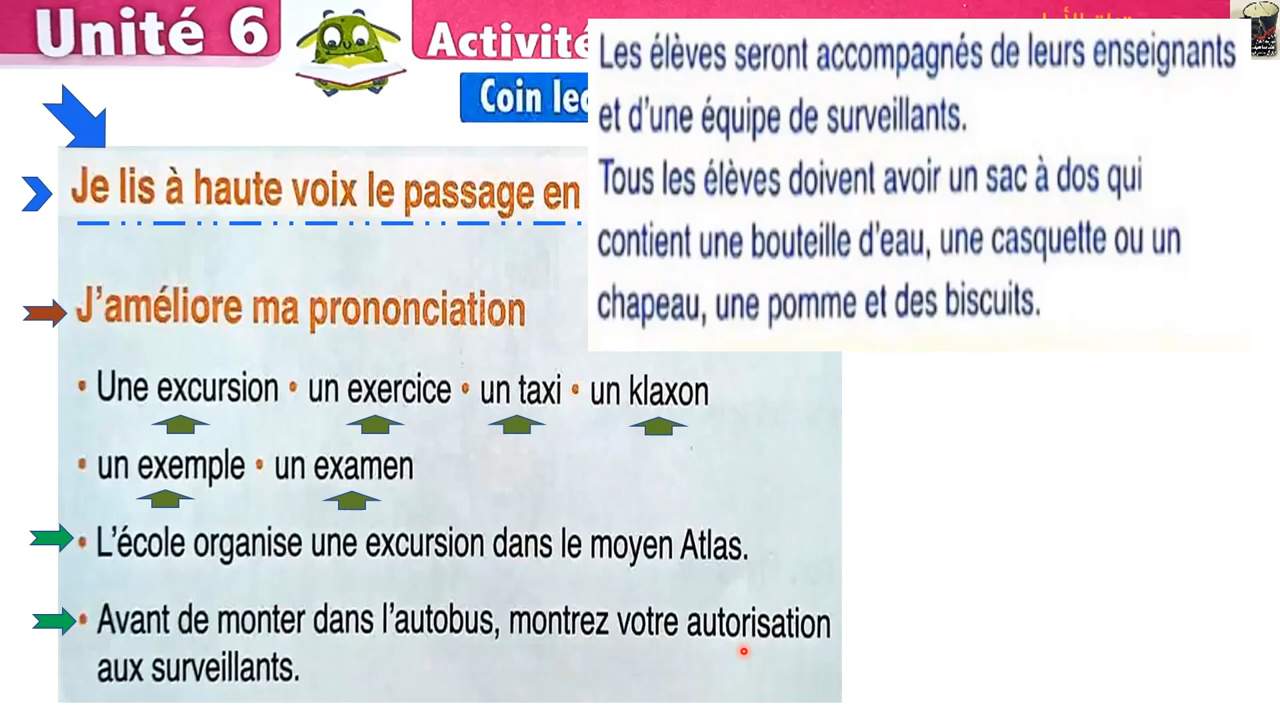 Unité 6
Activité
Coin lec
Les élèves seront accompagnés de leurs enseignants
et d'une équipe de surveillants.
Tous les élèves doivent avoir un sac à dos qui
contient une bouteille d'eau, une casquette ou un
chapeau, une pomme et des biscuits.
Je lis à haute voix le passage en
J'améliore ma prononciation
• Une excursion • un exercice • un taxi • un klaxon
• un exemple • un examen
• L'école organise une excursion dans le moyen Atlas.
• Avant de monter dans l'autobus, montrez votre autorisation
aux surveillants.